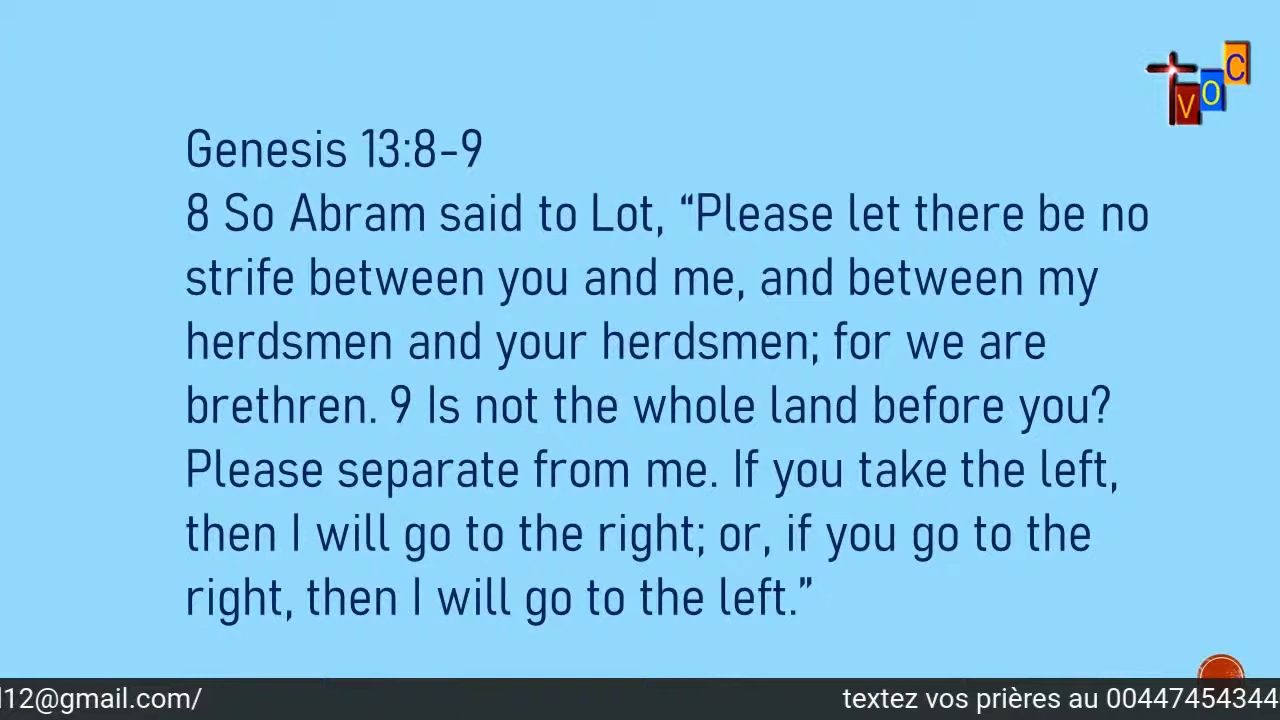 VOC
Genesis 13:8-9
8 So Abram said to Lot, “Please let there be no
strife between you and me, and between my
herdsmen and your herdsmen; for we are
brethren. 9 Is not the whole land before you?
Please separate from me. If you take the left,
then I will go to the right; or, if you go to the
right, then I will go to the left.”
12@gmail.com/ textez vos prières au 00447454344